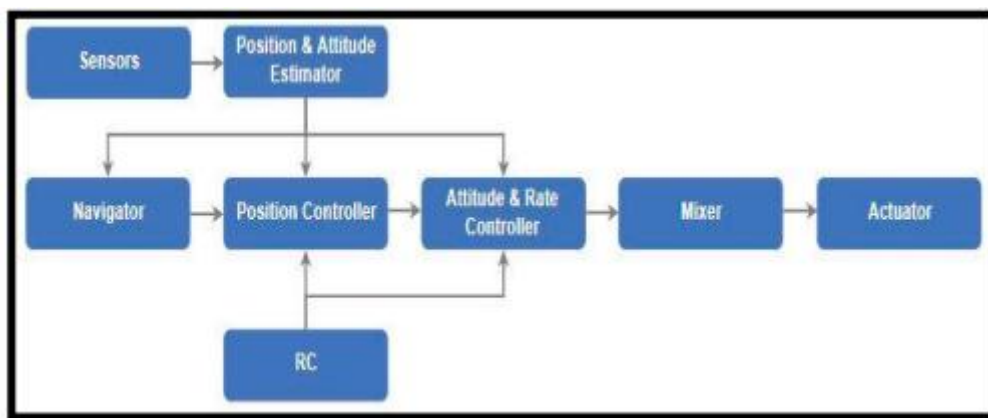 Sensors
Position & Attitude
Estimator
Navigator
Position Controller
Attitude & Rate
Controller
Mixer
Actuator
RC